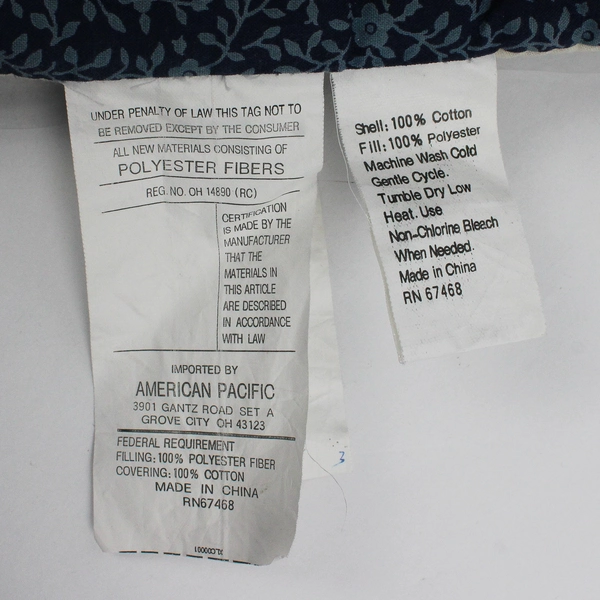 UNDER PENALTY OF LAW THIS TAG NOT TO
BE REMOVED EXCEPT BY THE CONSUMER
ALL NEW MATERIALS CONSISTING OF
POLYESTER FIBERS
REG. NO. OH 14890 (RC)
CERTIFICATION
IS MADE BY THE
MANUFACTURER
THAT THE
MATERIALS IN
THIS ARTICLE
ARE DESCRIBED
IN ACCORDANCE
WITH LAW
IMPORTED BY
AMERICAN PACIFIC
3901 GANTZ ROAD SET A
GROVE CITY OH 43123
FEDERAL REQUIREMENT
FILLING: 100% POLYESTER FIBER
COVERING: 100% COTTON
MADE IN CHINA
RN67468
XLC00001
3
Shell: 100% Cotton
Fill: 100% Polyester
Machine Wash Cold
Gentle Cycle.
Tumble Dry Low
Heat. Use
Non-Chlorine Bleech
When Needed.
Made in China
RN 67468